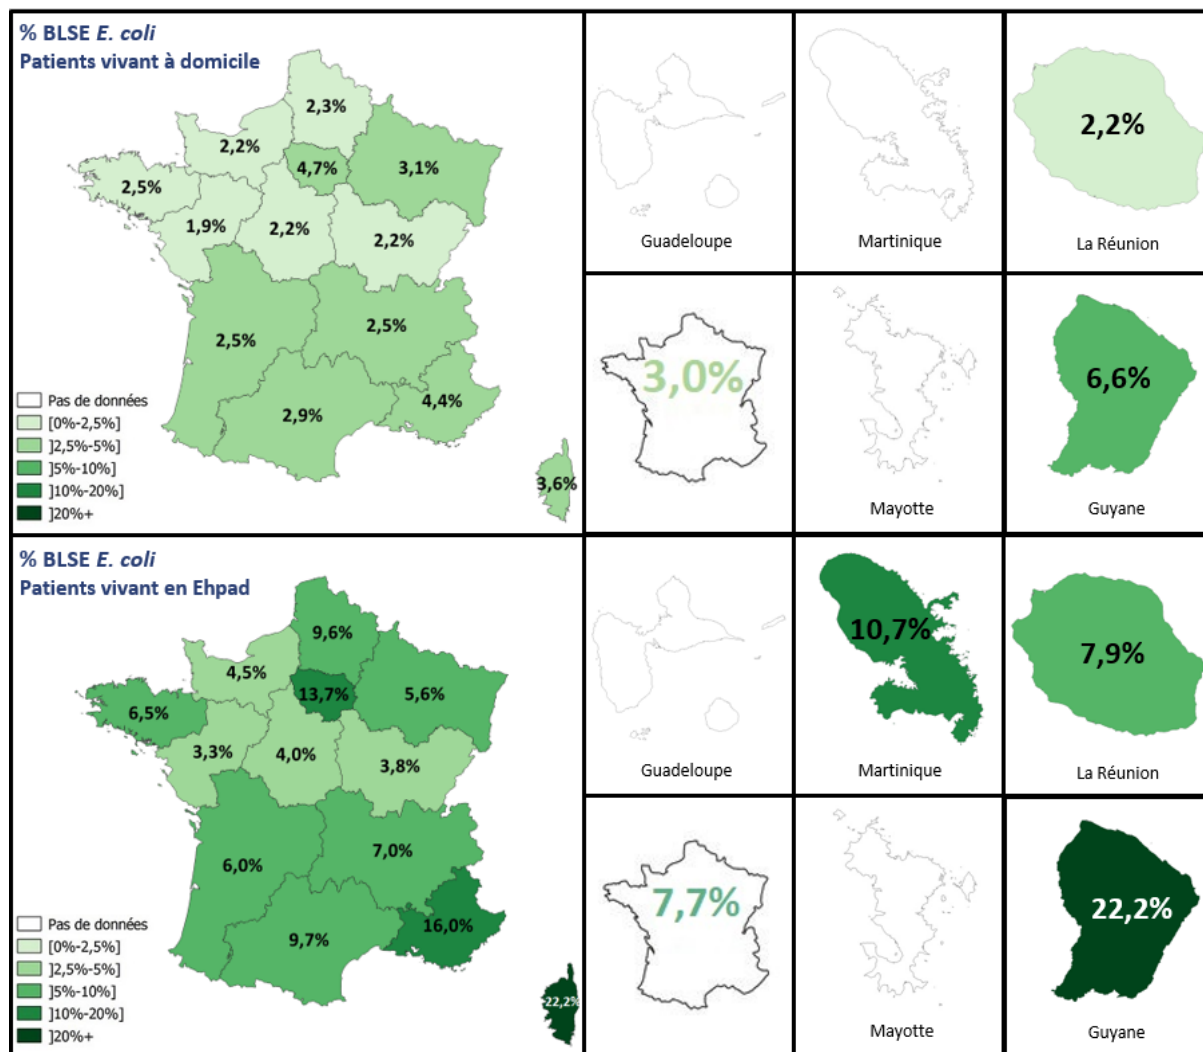 % BLSE E. coli
Patients vivant à domicile
2,3%
2,2%
4,7%
3,1%
2,5%
1,9%
2,2%
2,2%
2,5%
2,5%
2,9%
4,4%
3,6%
Pas de données
[0%-2,5%]
]2,5%-5%]
]5%-10%]
]10%-20%]
]20%+
Guadeloupe
Martinique
2,2%
La Réunion
3,0%
Mayotte
6,6%
Guyane
% BLSE E. coli
Patients vivant en Ehpad
9,6%
4,5%
13,7%
5,6%
6,5%
3,3%
4,0%
3,8%
6,0%
7,0%
9,7%
16,0%
22,2%
Pas de données
[0%-2,5%]
]2,5%-5%]
]5%-10%]
]10%-20%]
]20%+
Guadeloupe
10,7%
Martinique
7,9%
La Réunion
7,7%
Mayotte
22,2%
Guyane